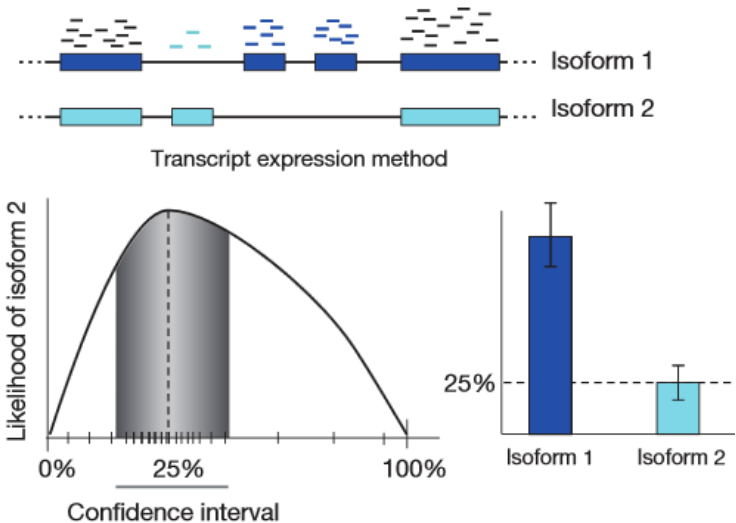 Isoform 1
Isoform 2
Transcript expression method
Likelihood of isoform 2
0%
25%
100%
Confidence interval
25%
Isoform 1
Isoform 2